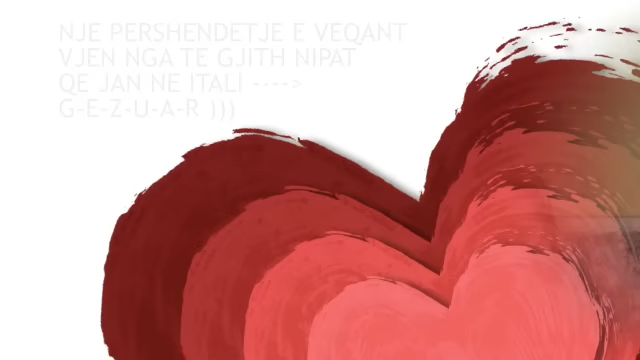 NJE PERSHENDETJE E VEQANT
VJEN NGA TE GJITH NIPAT
QE JAN NE ITALI ---->
G-E-Z-U-A-R )))